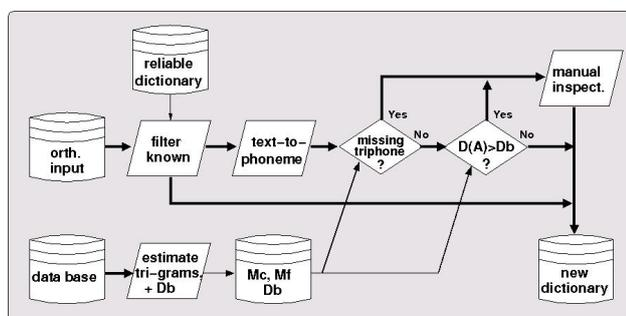 reliable
dictionary
manual
inspect.
Yes
Yes
orth.
input
filter
known
text-to-
phoneme
missing
triphone
?
No
D(A)>Db
?
No
data base
estimate
tri-grams,
+ Db
Mc, Mf
Db
new
dictionary